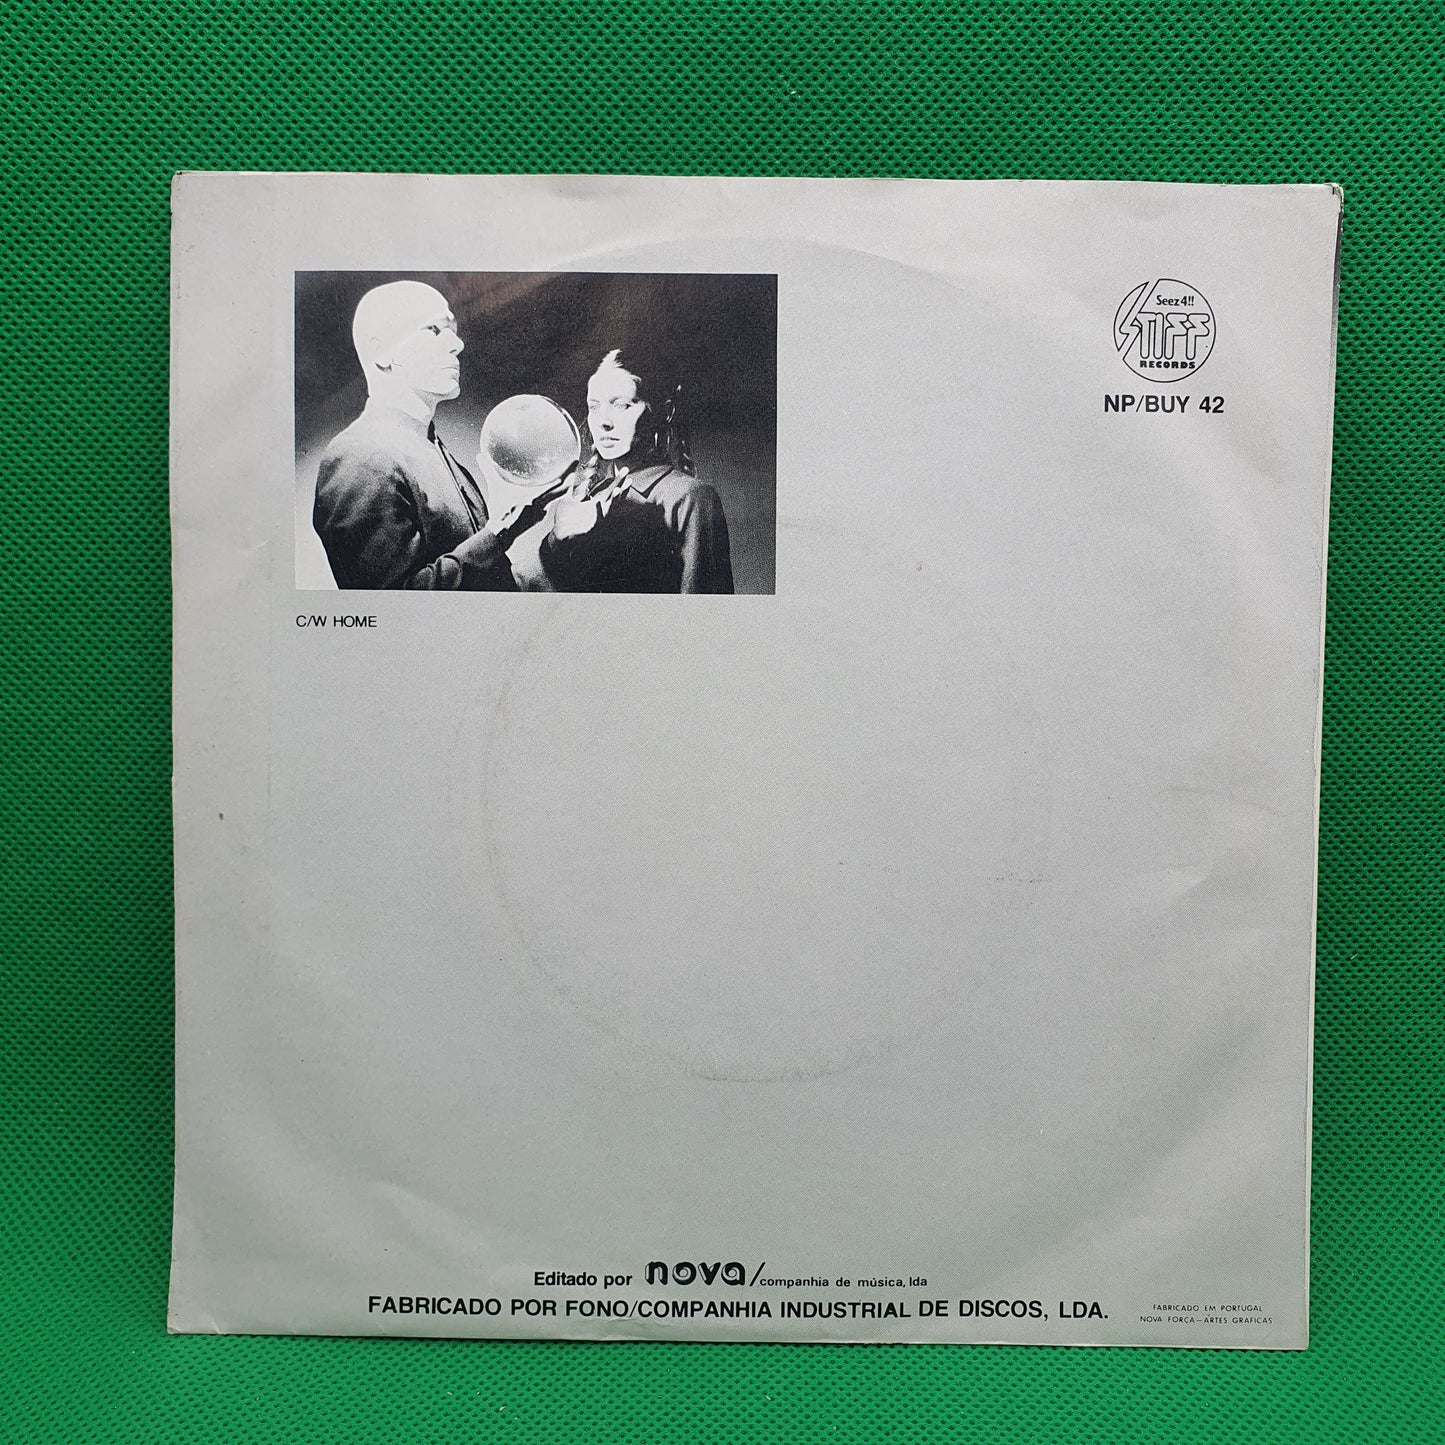 Seez 4!!
STIFF
RECORDS
NP/BUY 42
C/W HOME
Editado por nova/companhia de música, lda
FABRICADO POR FONO/COMPANHIA INDUSTRIAL DE DISCOS, LDA.
FABRICADO EM PORTUGAL
NOVA FORÇA—ARTES GRAFICAS